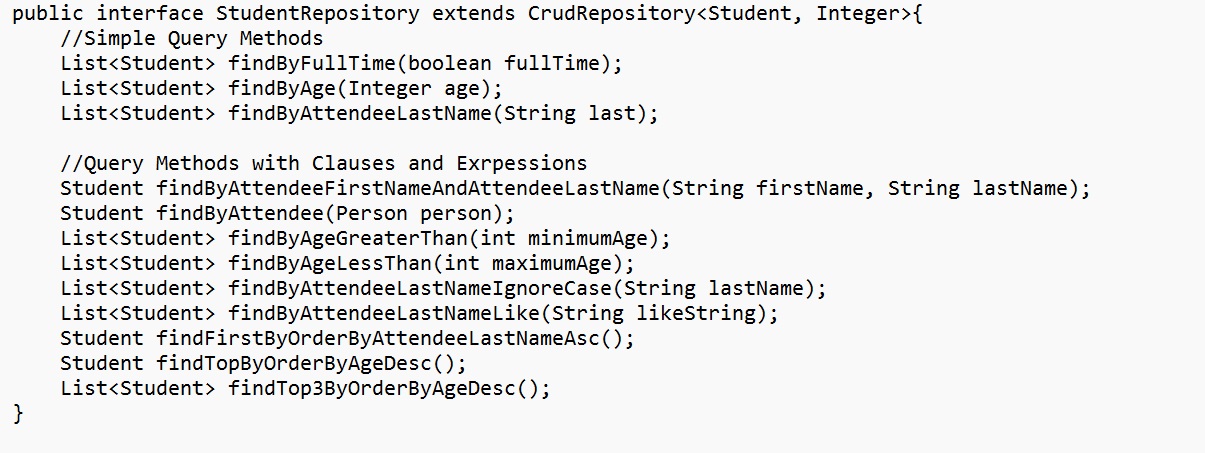 public interface StudentRepository extends CrudRepository<Student, Integer>{
    //Simple Query Methods
    List<Student> findByFullTime(boolean fullTime);
    List<Student> findByAge(Integer age);
    List<Student> findByAttendeeLastName(String last);

    //Query Methods with Clauses and Exrpessions
    Student findByAttendeeFirstNameAndAttendeeLastName(String firstName, String lastName);
    Student findByAttendee(Person person);
    List<Student> findByAgeGreaterThan(int minimumAge);
    List<Student> findByAgeLessThan(int maximumAge);
    List<Student> findByAttendeeLastNameIgnoreCase(String lastName);
    List<Student> findByAttendeeLastNameLike(String likeString);
    Student findFirstByOrderByAttendeeLastNameAsc();
    Student findTopByOrderByAgeDesc();
    List<Student> findTop3ByOrderByAgeDesc();
}